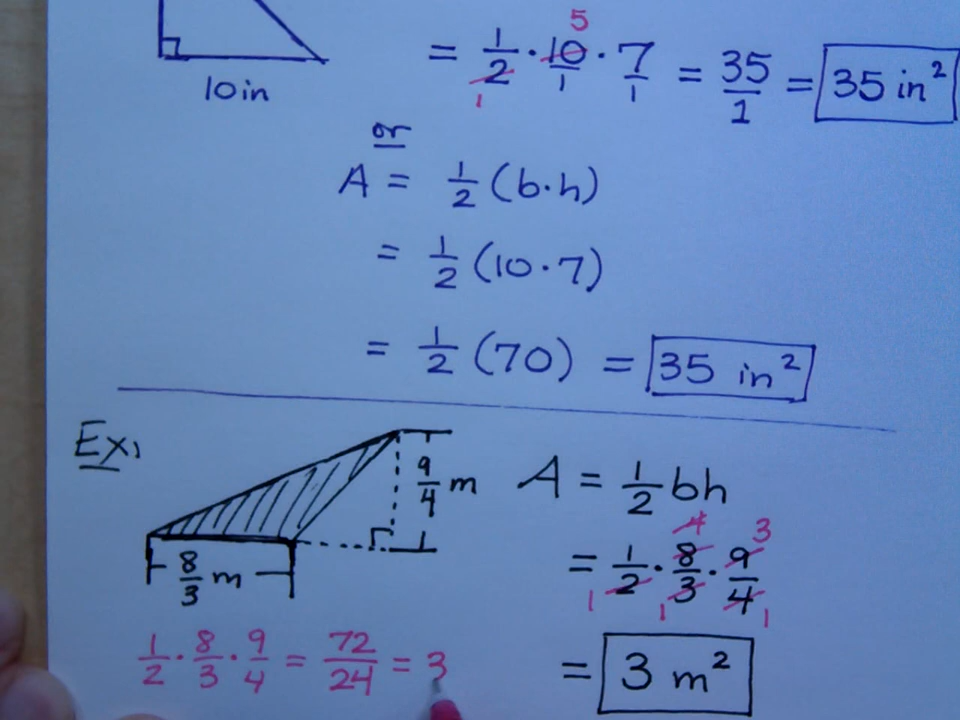 10 in
= 1/2 · 10/1 · 7/1 = 35/1 = 35 in²
5
1
or
A = 1/2 (b·h)
= 1/2 (10·7)
= 1/2 (70) = 35 in²
Ex,
9/4 m
8/3 m
A = 1/2 bh
4 3
= 1/2 · 8/3 · 9/4
1 1 1
= 3 m²
1/2 · 8/3 · 9/4 = 72/24 = 3